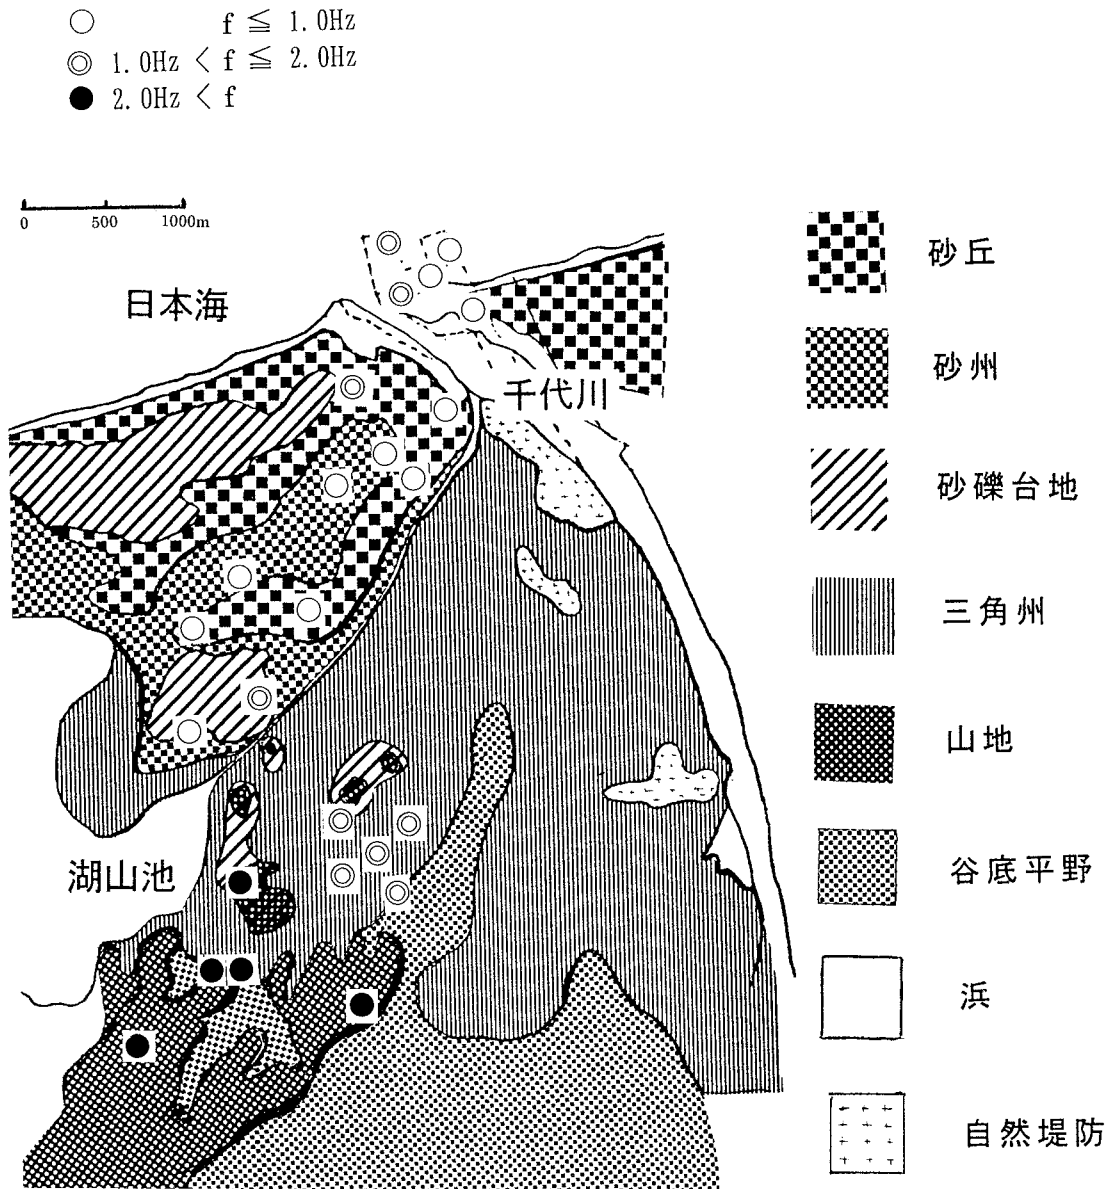 f ≦ 1.0Hz
1.0Hz < f ≦ 2.0Hz
2.0Hz < f
0 500 1000m
日本海
千代川
湖山池
砂丘
砂州
砂礫台地
三角州
山地
谷底平野
浜
自然堤防